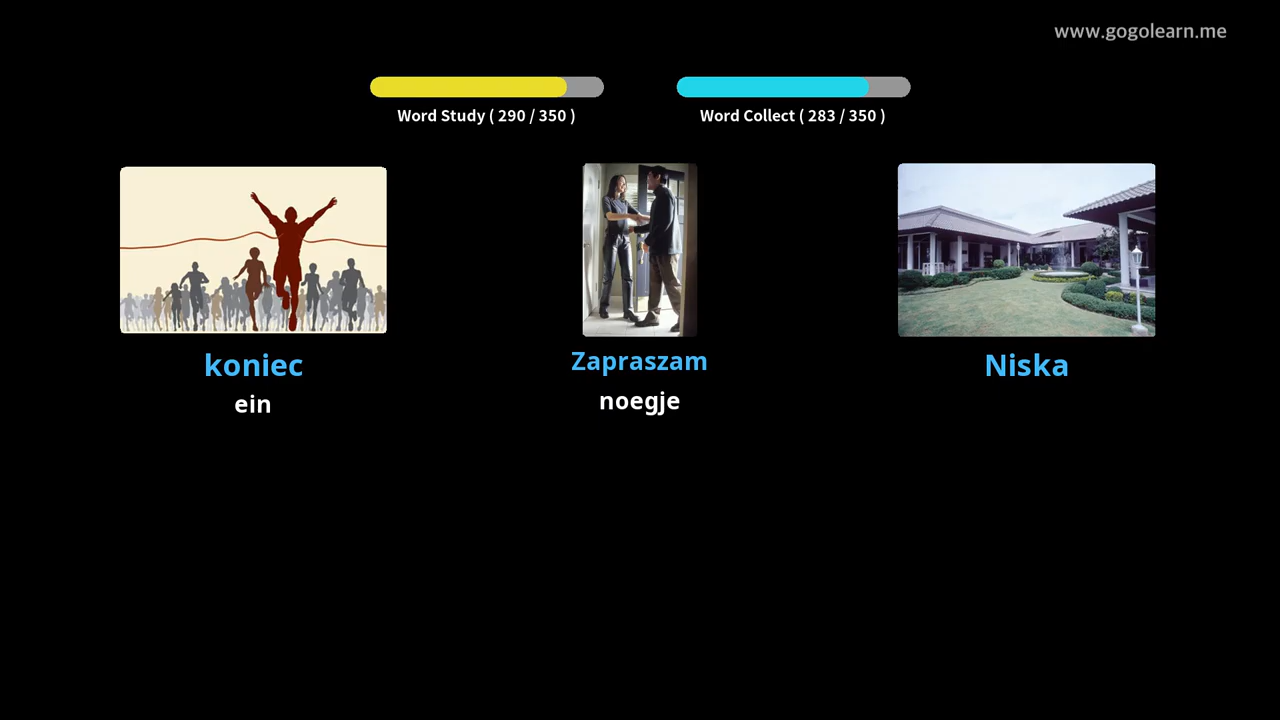 www.gogolearn.me
Word Study ( 290 / 350 )
Word Collect ( 283 / 350 )
koniec
Zapraszam
Niska
ein
noegje